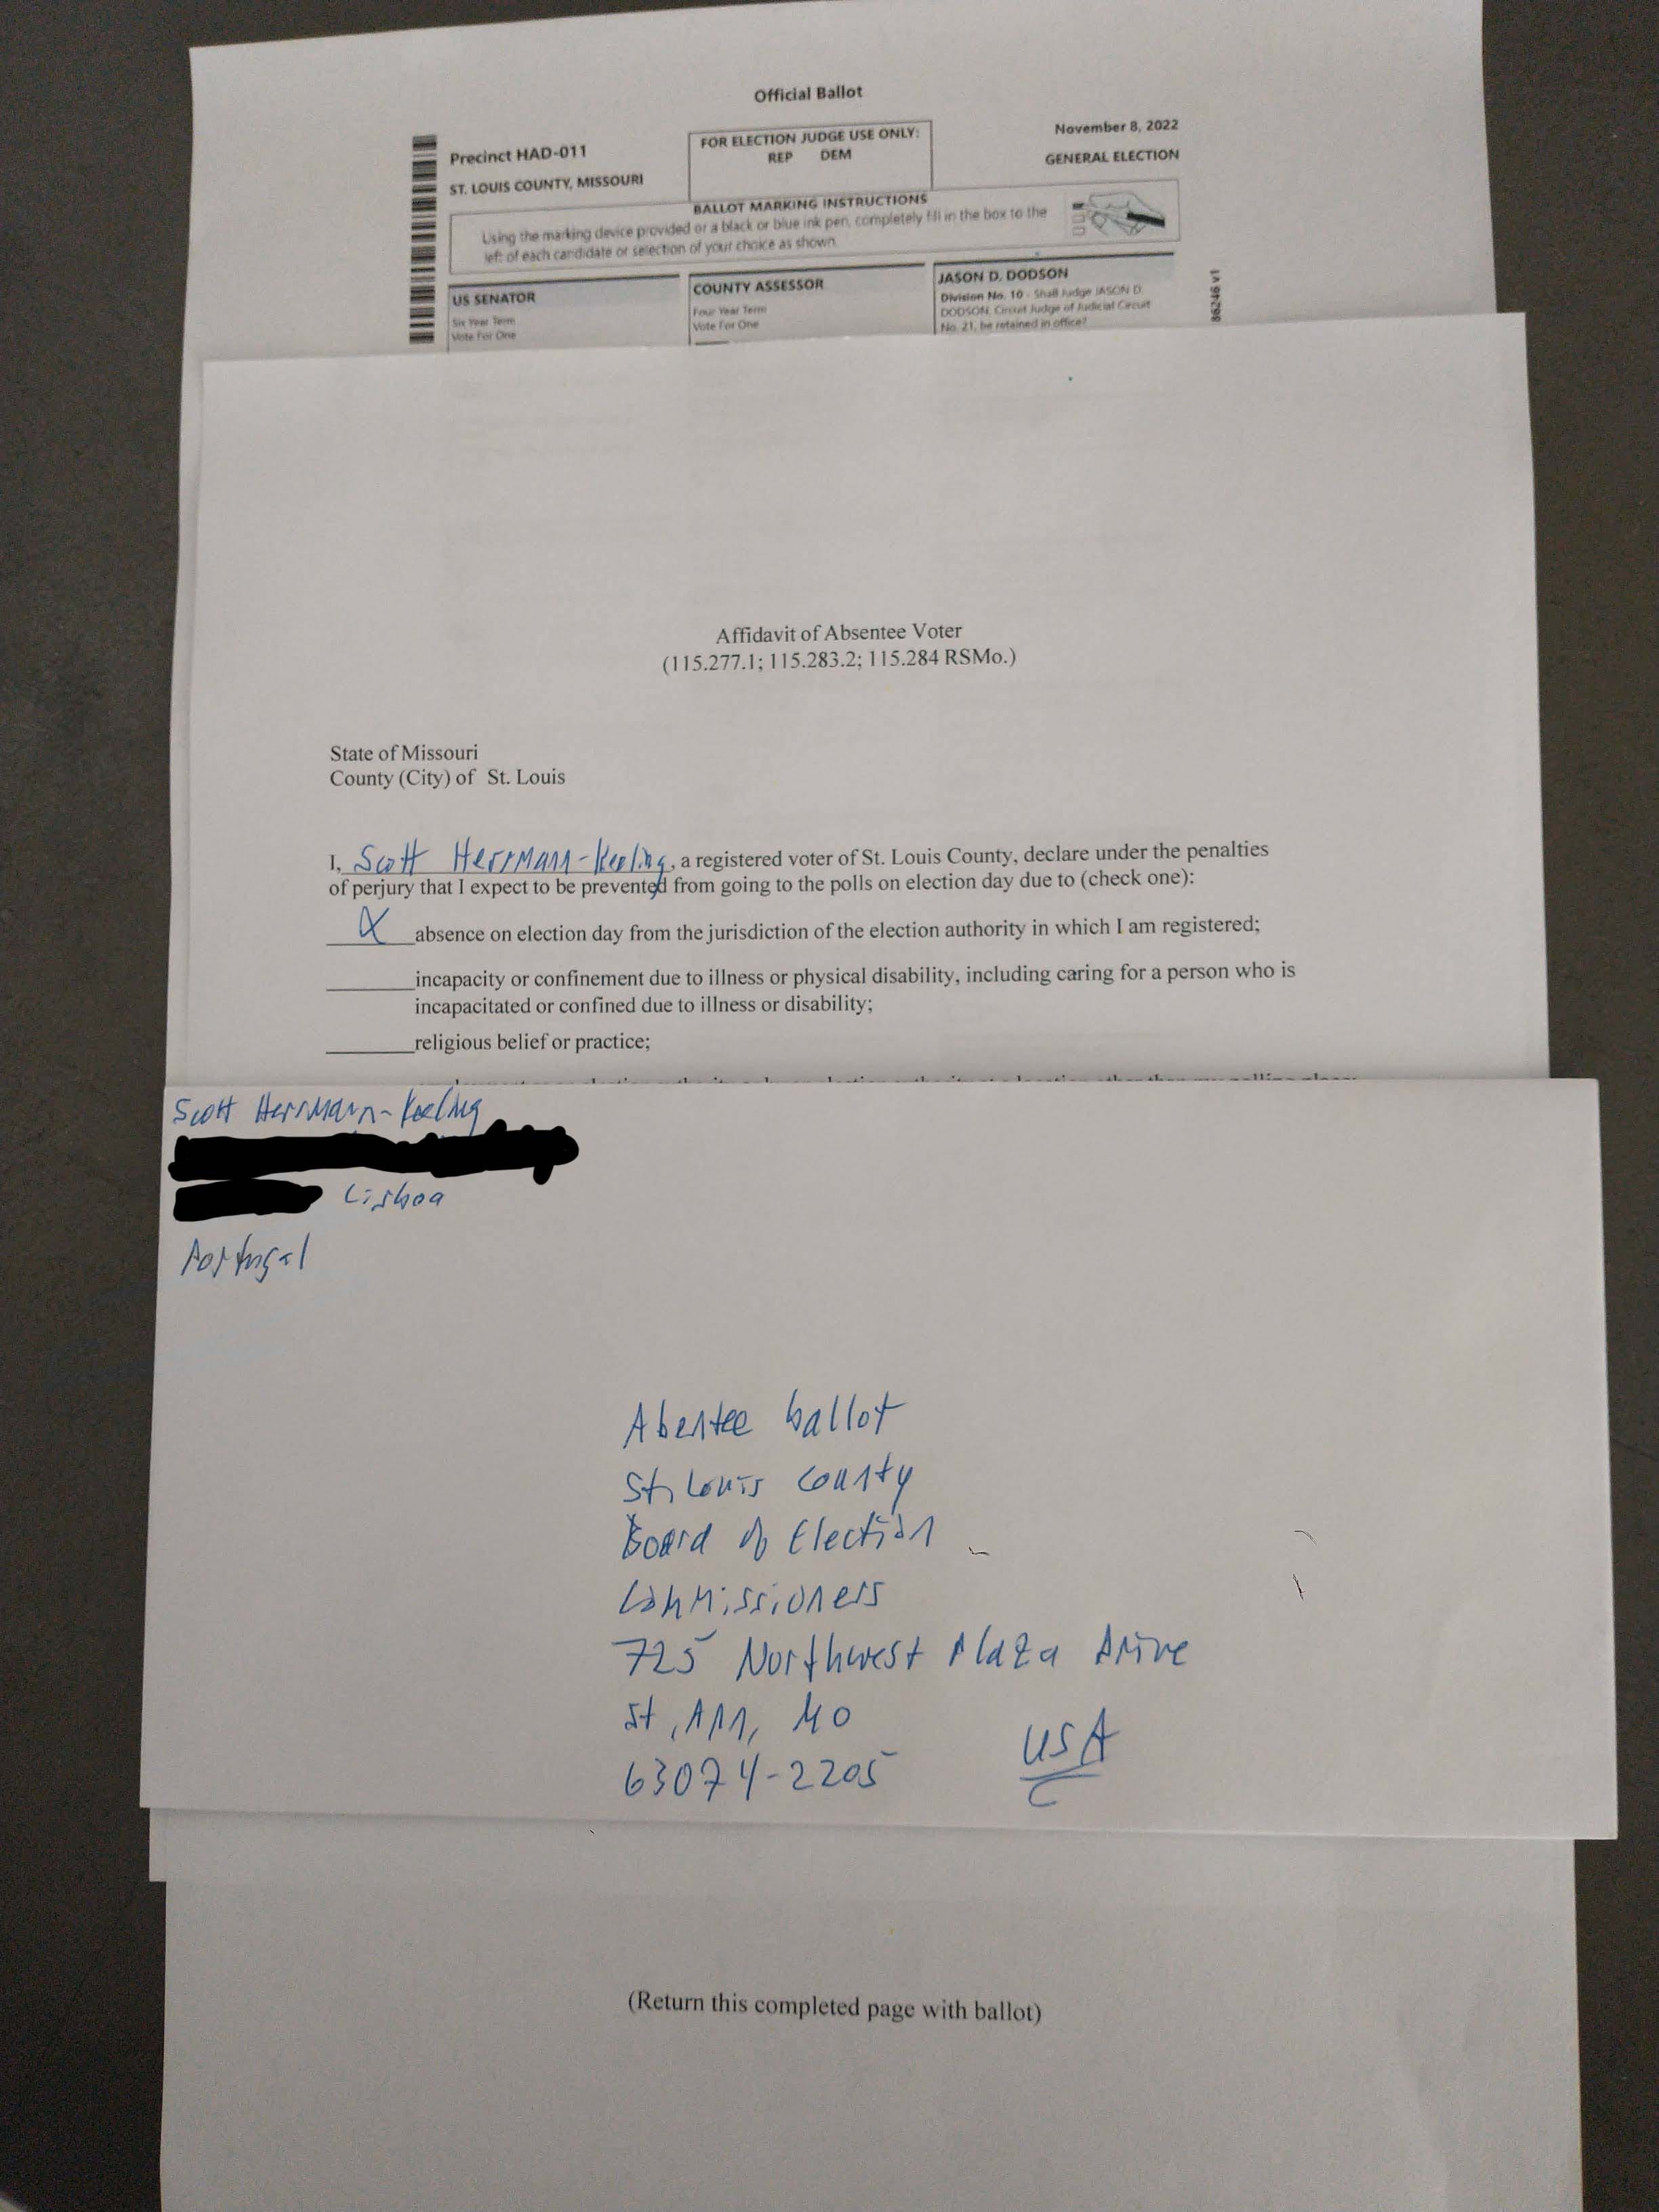 Official Ballot
Precinct HAD-011
ST. LOUIS COUNTY, MISSOURI
FOR ELECTION JUDGE USE ONLY:
REP DEM
November 8, 2022
GENERAL ELECTION
BALLOT MARKING INSTRUCTIONS
Using the marking device provided or a black or blue ink pen, completely fill in the box to the
left of each candidate or selection of your choice as shown.
US SENATOR
Six Year Term
Vote For One
COUNTY ASSESSOR
Four Year Term
Vote For One
JASON D. DODSON
Division No. 10 - Shall Judge JASON D.
DODSON, Circuit Judge of Judicial Circuit
No. 21, be retained in office?
86246 v1
Affidavit of Absentee Voter
(115.277.1; 115.283.2; 115.284 RSMo.)
State of Missouri
County (City) of St. Louis
I, Scott Herrmann-Keeling, a registered voter of St. Louis County, declare under the penalties
of perjury that I expect to be prevented from going to the polls on election day due to (check one):
X absence on election day from the jurisdiction of the election authority in which I am registered;
incapacity or confinement due to illness or physical disability, including caring for a person who is
incapacitated or confined due to illness or disability;
religious belief or practice;
Scott Herrmann-Keeling
Lisboa
Portugal
Abentee ballot
St. Louis County
Board of Election
Commissioners
725 Northwest Plaza Drive
St. Ann, MO
63074-2205
USA
(Return this completed page with ballot)